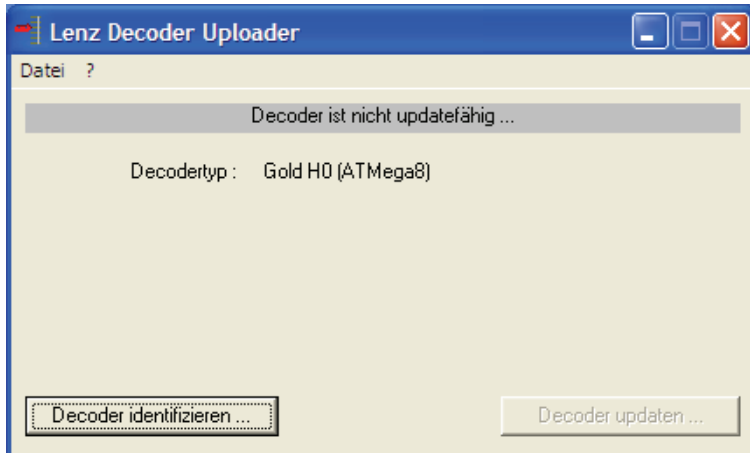 Lenz Decoder Uploader
Datei ?
Decoder ist nicht updatefähig ...
Decodertyp : Gold H0 (ATMega8)
Decoder identifizieren ... Decoder updaten ...